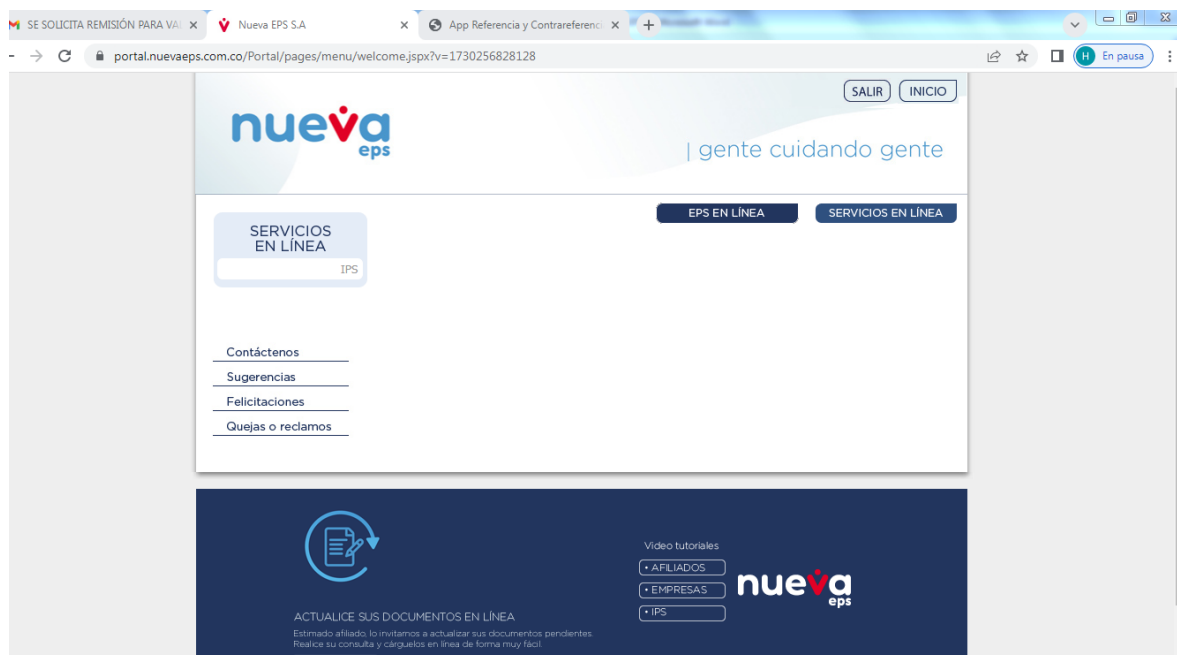 SE SOLICITA REMISIÓN PARA VA
Nueva EPS S.A
App Referencia y Contrareferenci
portal.nuevaeps.com.co/Portal/pages/menu/welcome.jspx?v=1730256828128
H
En pausa
SALIR
INICIO
nueva
eps
| gente cuidando gente
EPS EN LÍNEA
SERVICIOS EN LÍNEA
SERVICIOS
EN LÍNEA
IPS
Contáctenos
Sugerencias
Felicitaciones
Quejas o reclamos
ACTUALICE SUS DOCUMENTOS EN LÍNEA
Estimado afiliado, lo invitamos a actualizar sus documentos pendientes.
Realice su consulta y cárguelos en línea de forma muy fácil
Video tutoriales
• AFILIADOS
• EMPRESAS
• IPS
nueva
eps